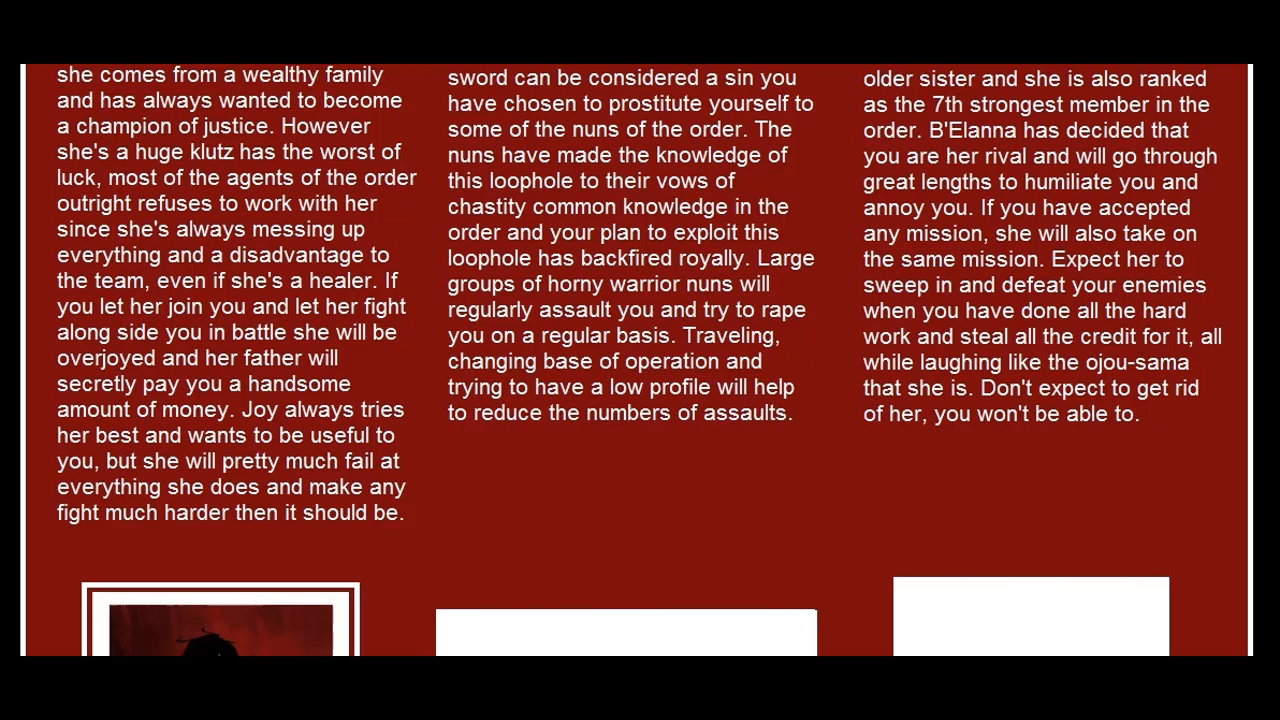 she comes from a wealthy family
and has always wanted to become
a champion of justice. However
she's a huge klutz has the worst of
luck, most of the agents of the order
outright refuses to work with her
since she's always messing up
everything and a disadvantage to
the team, even if she's a healer. If
you let her join you and let her fight
along side you in battle she will be
overjoyed and her father will
secretly pay you a handsome
amount of money. Joy always tries
her best and wants to be useful to
you, but she will pretty much fail at
everything she does and make any
fight much harder then it should be.
sword can be considered a sin you
have chosen to prostitute yourself to
some of the nuns of the order. The
nuns have made the knowledge of
this loophole to their vows of
chastity common knowledge in the
order and your plan to exploit this
loophole has backfired royally. Large
groups of horny warrior nuns will
regularly assault you and try to rape
you on a regular basis. Traveling,
changing base of operation and
trying to have a low profile will help
to reduce the numbers of assaults.
older sister and she is also ranked
as the 7th strongest member in the
order. B'Elanna has decided that
you are her rival and will go through
great lengths to humiliate you and
annoy you. If you have accepted
any mission, she will also take on
the same mission. Expect her to
sweep in and defeat your enemies
when you have done all the hard
work and steal all the credit for it, all
while laughing like the ojou-sama
that she is. Don't expect to get rid
of her, you won't be able to.